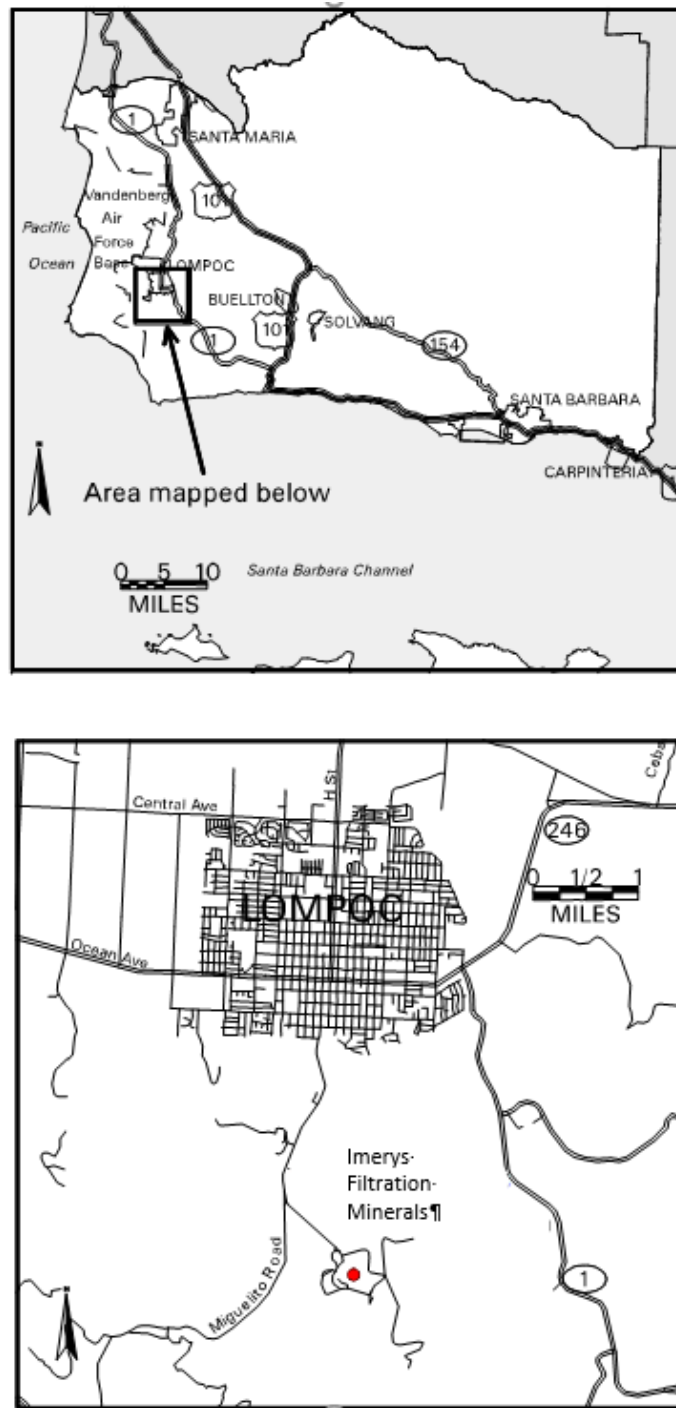 1
SANTA MARIA
101
Vandenberg
Air
Force
Base
Pacific
Ocean
LOMPOC
BUELLTON
101
SOLVANG
1
154
SANTA BARBARA
CARPINTERIA
Area mapped below
0 5 10
MILES
Santa Barbara Channel
Central Ave
H St
246
0 1/2 1
MILES
LOMPOC
Ocean Ave
Imerys·
Filtration·
Minerals¶
Miguelito Road
1